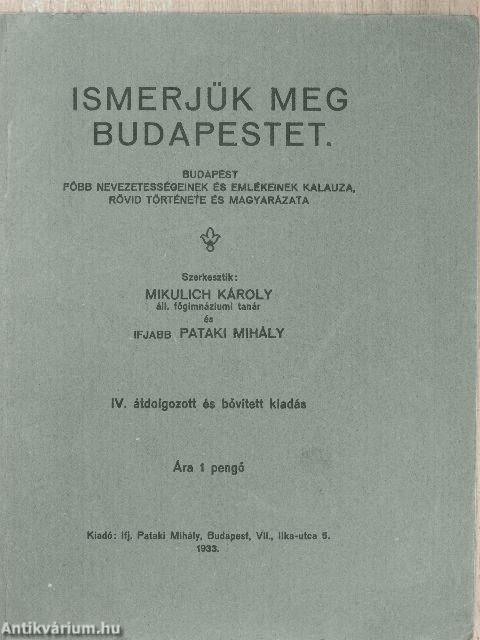 ISMERJÜK MEG
BUDAPESTET.
BUDAPEST
FŐBB NEVEZETESSÉGEINEK ÉS EMLÉKEINEK KALAUZA,
RÖVID TÖRTÉNETE ÉS MAGYARÁZATA
Szerkesztik:
MIKULICH KÁROLY
áll. főgimnáziumi tanár
és
IFJABB PATAKI MIHÁLY
IV. átdolgozott és bővített kiadás
Ára 1 pengő
Kiadó: Ifj. Pataki Mihály, Budapest, VII., Ilka-utca 5.
1933.
Antikvárium.hu